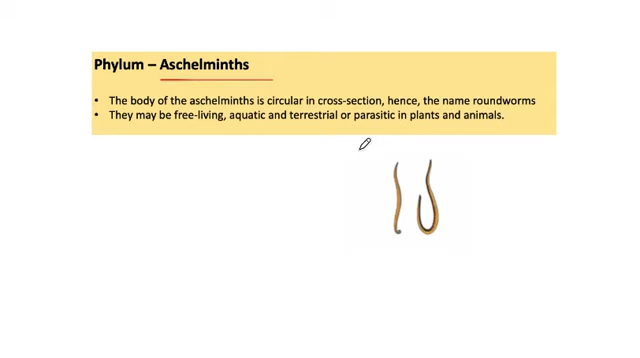 Phylum – Aschelminths
• The body of the aschelminths is circular in cross-section, hence, the name roundworms
• They may be free-living, aquatic and terrestrial or parasitic in plants and animals.